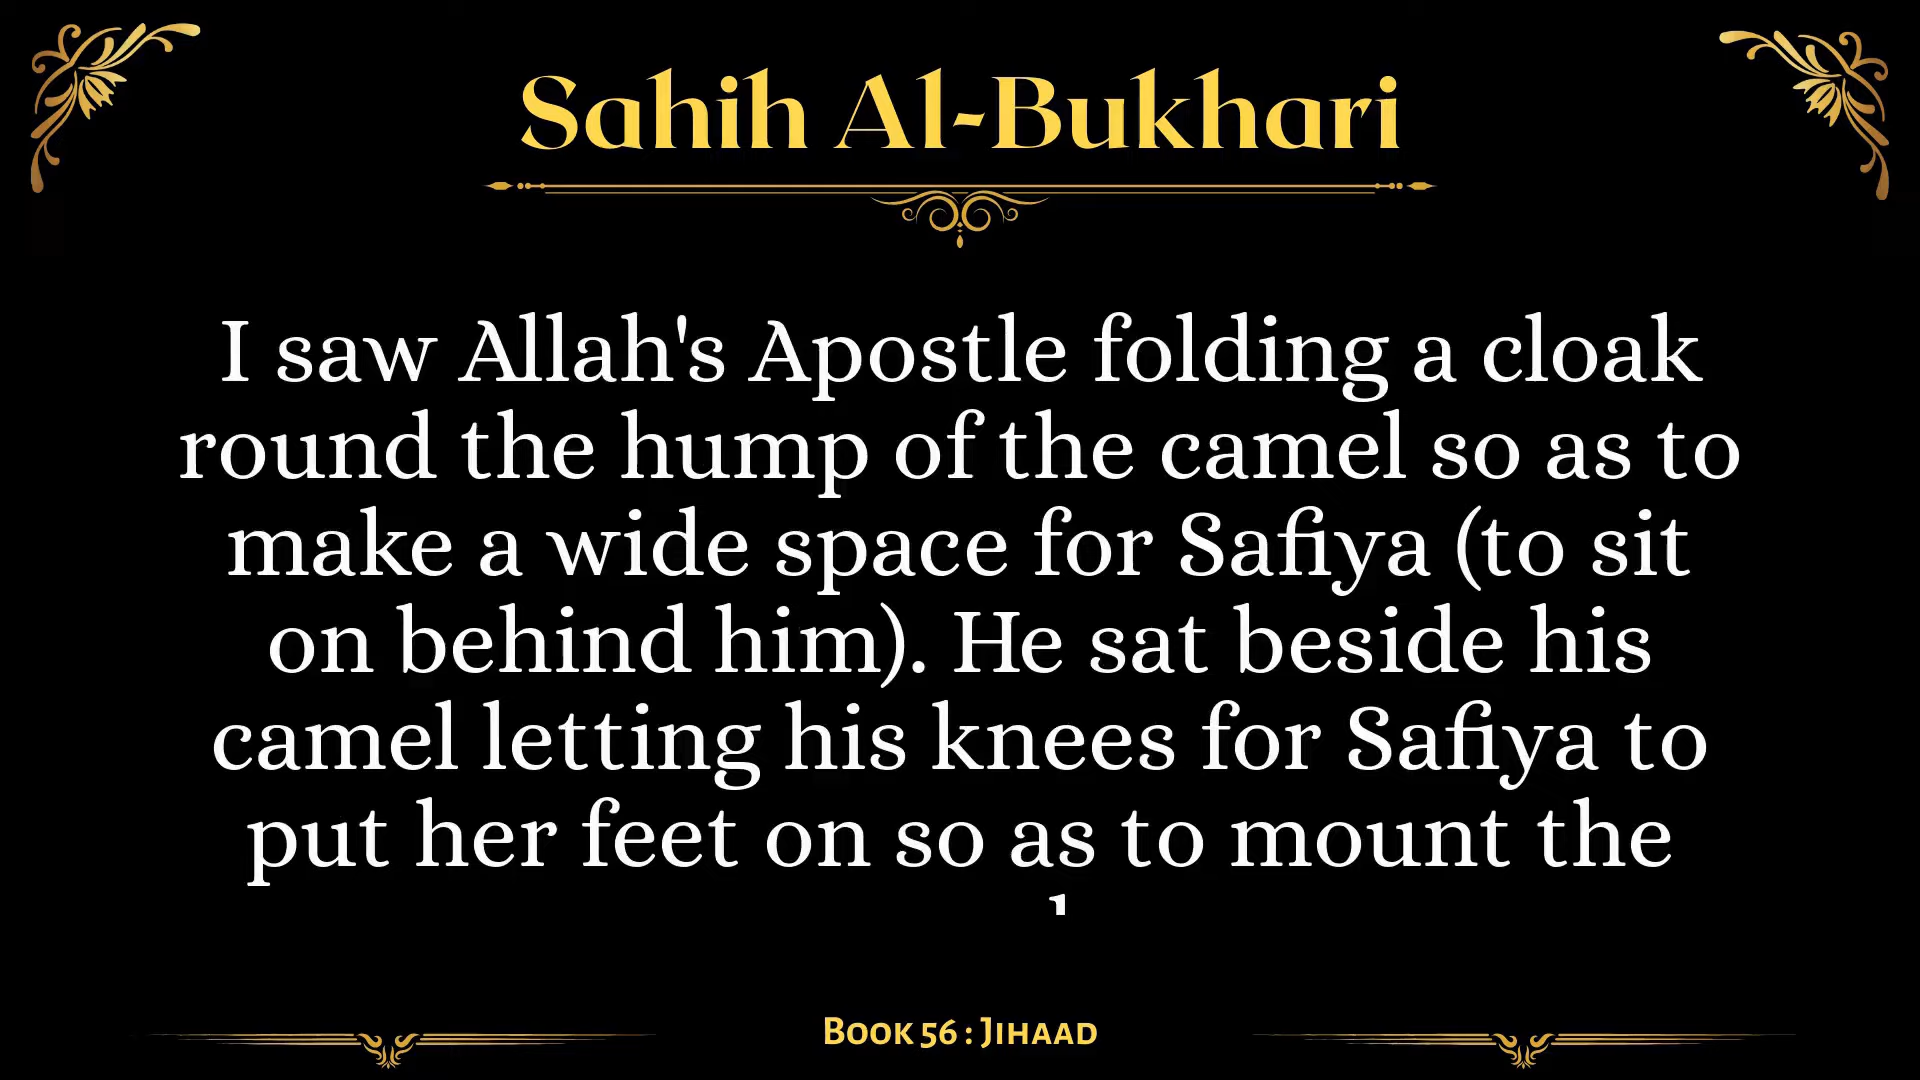 Sahih Al-Bukhari
I saw Allah's Apostle folding a cloak
round the hump of the camel so as to
make a wide space for Safiya (to sit
on behind him). He sat beside his
camel letting his knees for Safiya to
put her feet on so as to mount the
Book 56 : Jihaad